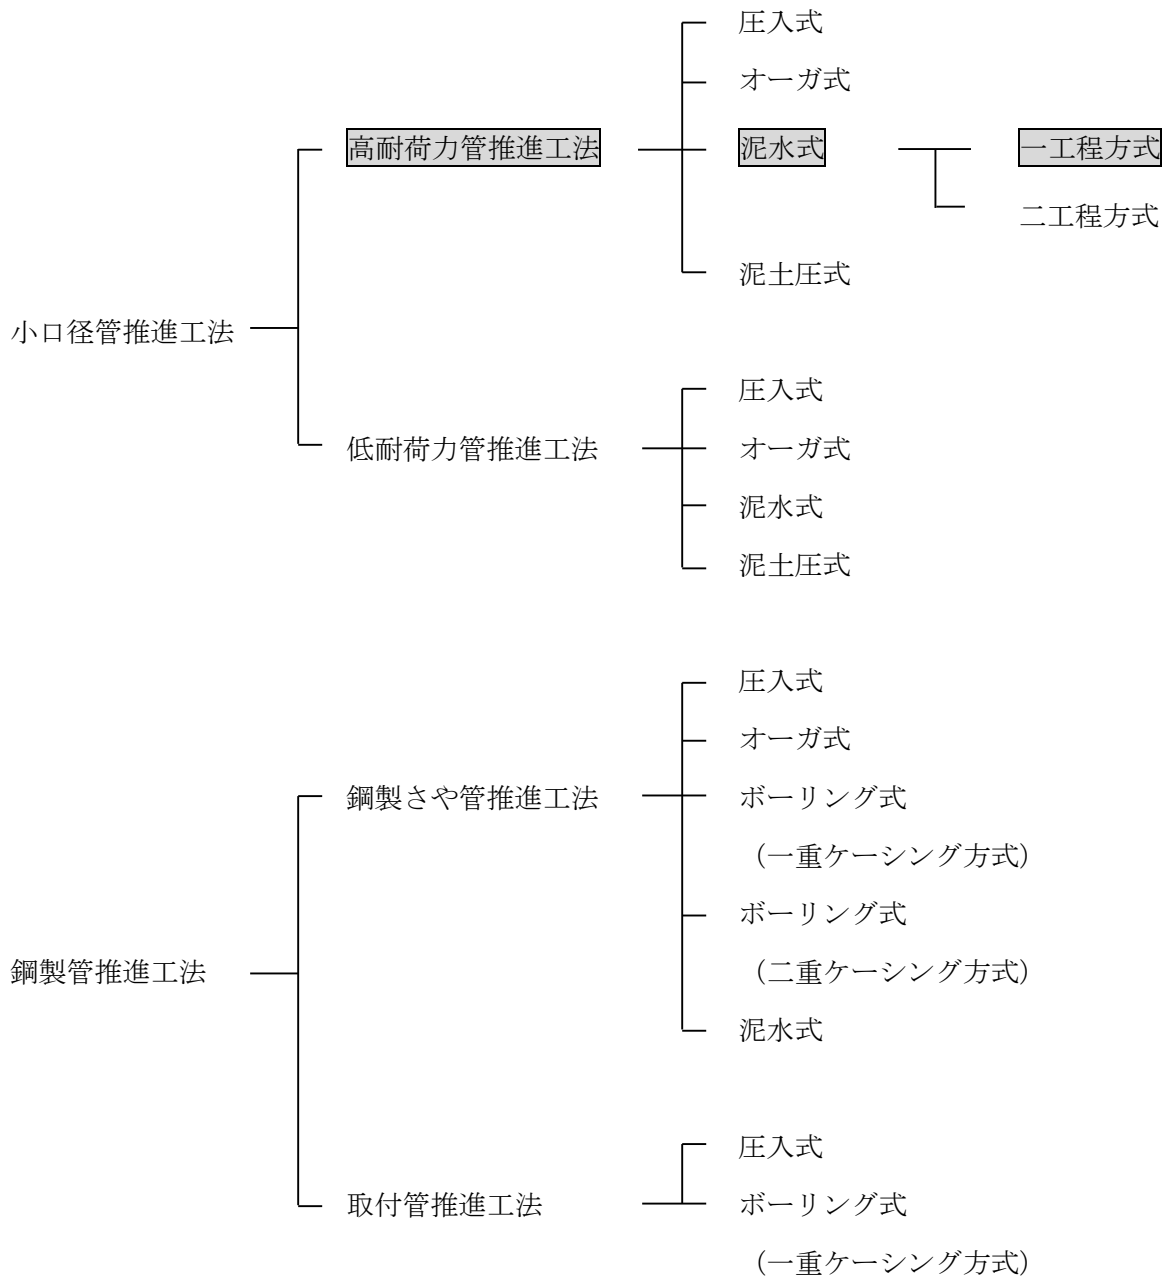 圧入式
オーガ式
高耐荷力管推進工法
泥水式
一工程方式
二工程方式
泥土圧式
小口径管推進工法
圧入式
低耐荷力管推進工法
オーガ式
泥水式
泥土圧式
圧入式
オーガ式
鋼製さや管推進工法
ボーリング式
（一重ケーシング方式）
ボーリング式
鋼製管推進工法
（二重ケーシング方式）
泥水式
圧入式
取付管推進工法
ボーリング式
（一重ケーシング方式）